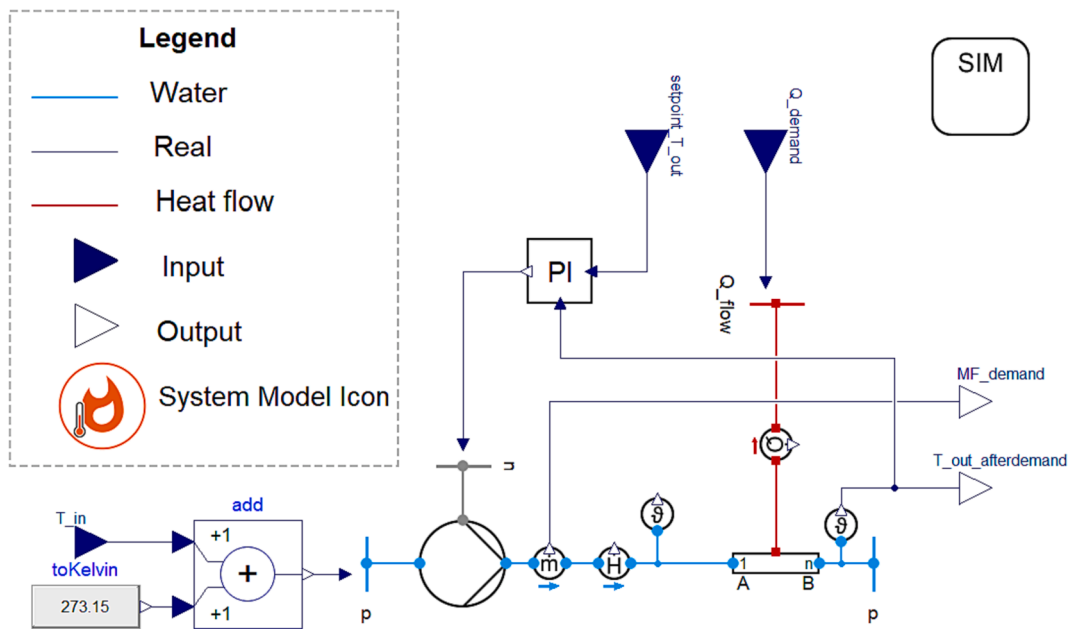 Legend
Water
Real
Heat flow
Input
Output
System Model Icon
SIM
setpoint_T_out
Q_demand
PI
Q_flow
MF_demand
Q
T_out_afterdemand
n
ϑ
ϑ
T_in
add
+1
toKelvin
+
273.15
+1
m
H
1
n
A
B
p
p